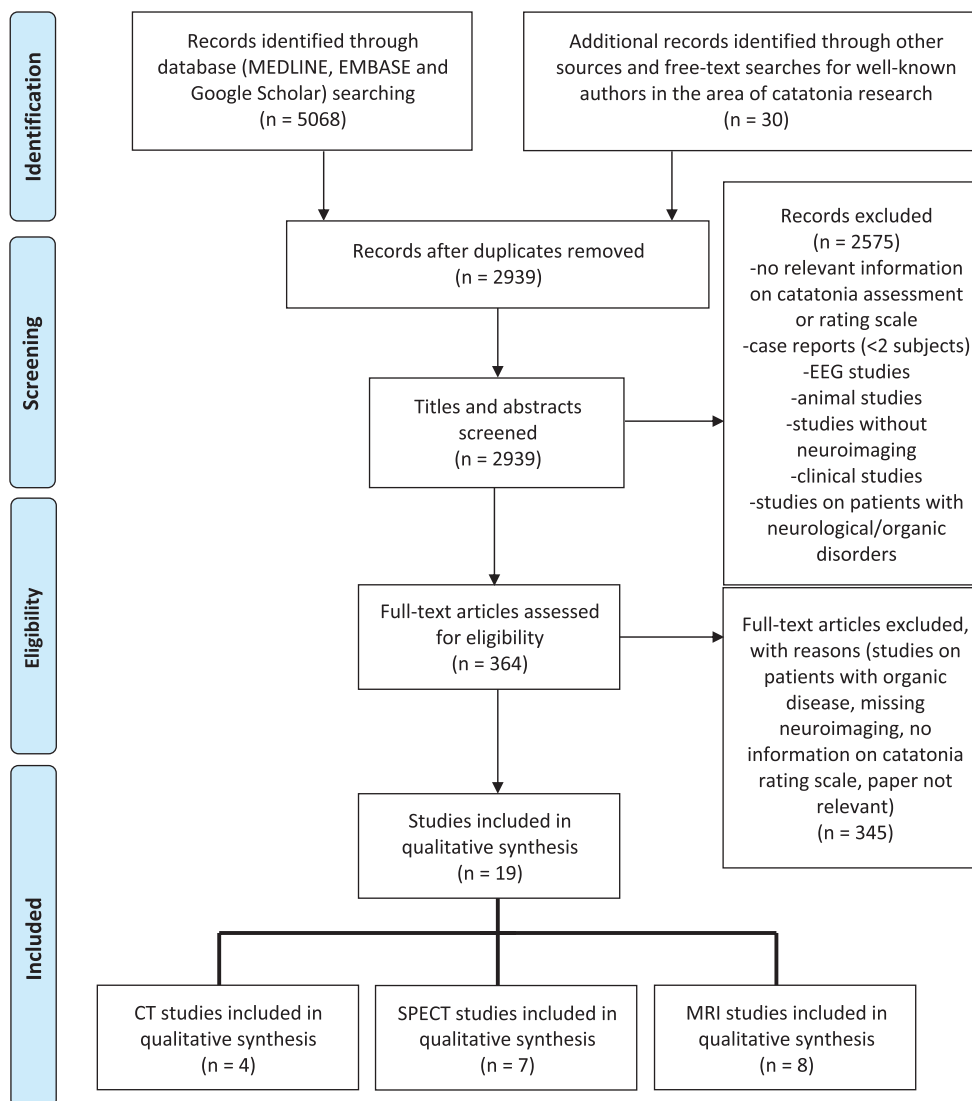 Identification
Records identified through
database (MEDLINE, EMBASE and
Google Scholar) searching
(n = 5068)
Additional records identified through other
sources and free-text searches for well-known
authors in the area of catatonia research
(n = 30)
Screening
Records after duplicates removed
(n = 2939)
Titles and abstracts
screened
(n = 2939)
Records excluded
(n = 2575)
-no relevant information
on catatonia assessment
or rating scale
-case reports (<2 subjects)
-EEG studies
-animal studies
-studies without
neuroimaging
-clinical studies
-studies on patients with
neurological/organic
disorders
Eligibility
Full-text articles assessed
for eligibility
(n = 364)
Full-text articles excluded,
with reasons (studies on
patients with organic
disease, missing
neuroimaging, no
information on catatonia
rating scale, paper not
relevant)
(n = 345)
Included
Studies included in
qualitative synthesis
(n = 19)
CT studies included in
qualitative synthesis
(n = 4)
SPECT studies included in
qualitative synthesis
(n = 7)
MRI studies included in
qualitative synthesis
(n = 8)